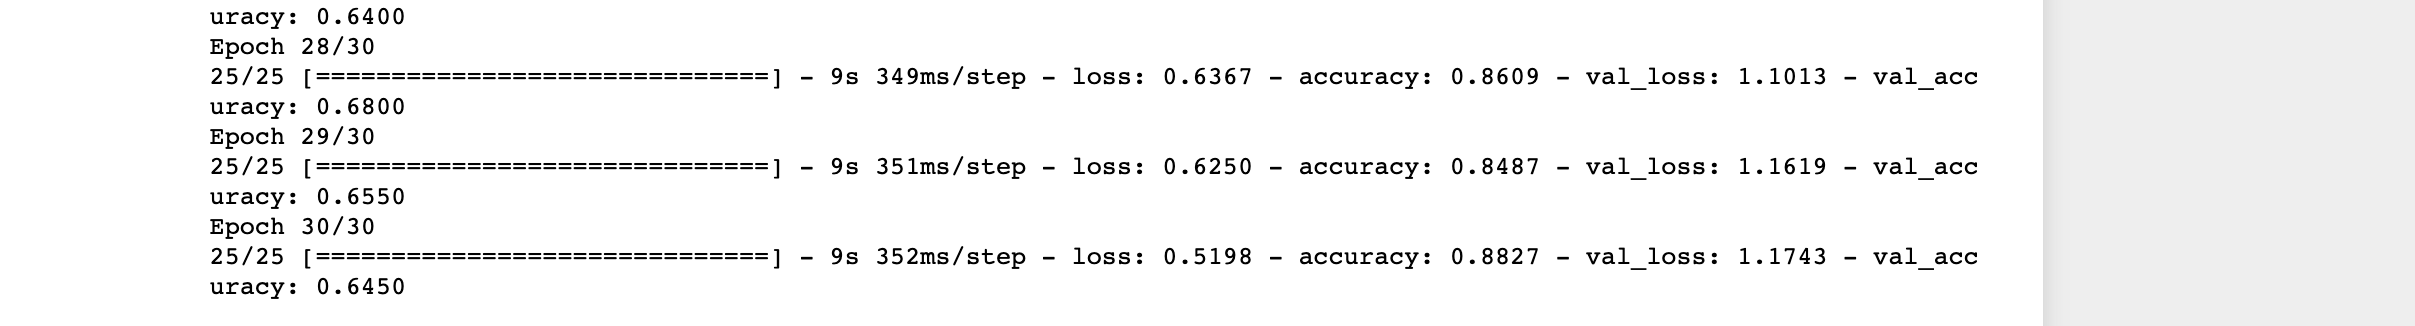 uracy: 0.6400
Epoch 28/30
25/25 [==============================] - 9s 349ms/step - loss: 0.6367 - accuracy: 0.8609 - val_loss: 1.1013 - val_acc
uracy: 0.6800
Epoch 29/30
25/25 [==============================] - 9s 351ms/step - loss: 0.6250 - accuracy: 0.8487 - val_loss: 1.1619 - val_acc
uracy: 0.6550
Epoch 30/30
25/25 [==============================] - 9s 352ms/step - loss: 0.5198 - accuracy: 0.8827 - val_loss: 1.1743 - val_acc
uracy: 0.6450